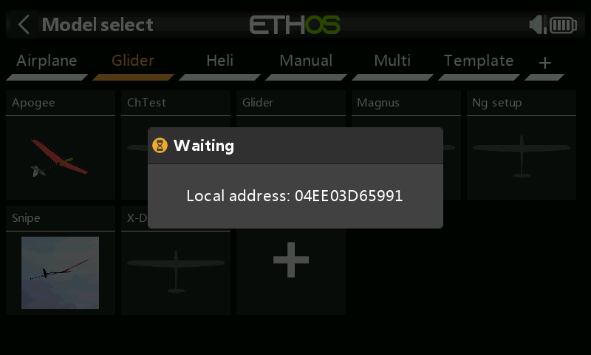 Model select
ETHOS
Airplane Glider Heli Manual Multi Template +
Apogee ChTest Glider Magnus Ng setup
Waiting
Local address: 04EE03D65991
Snipe X-D